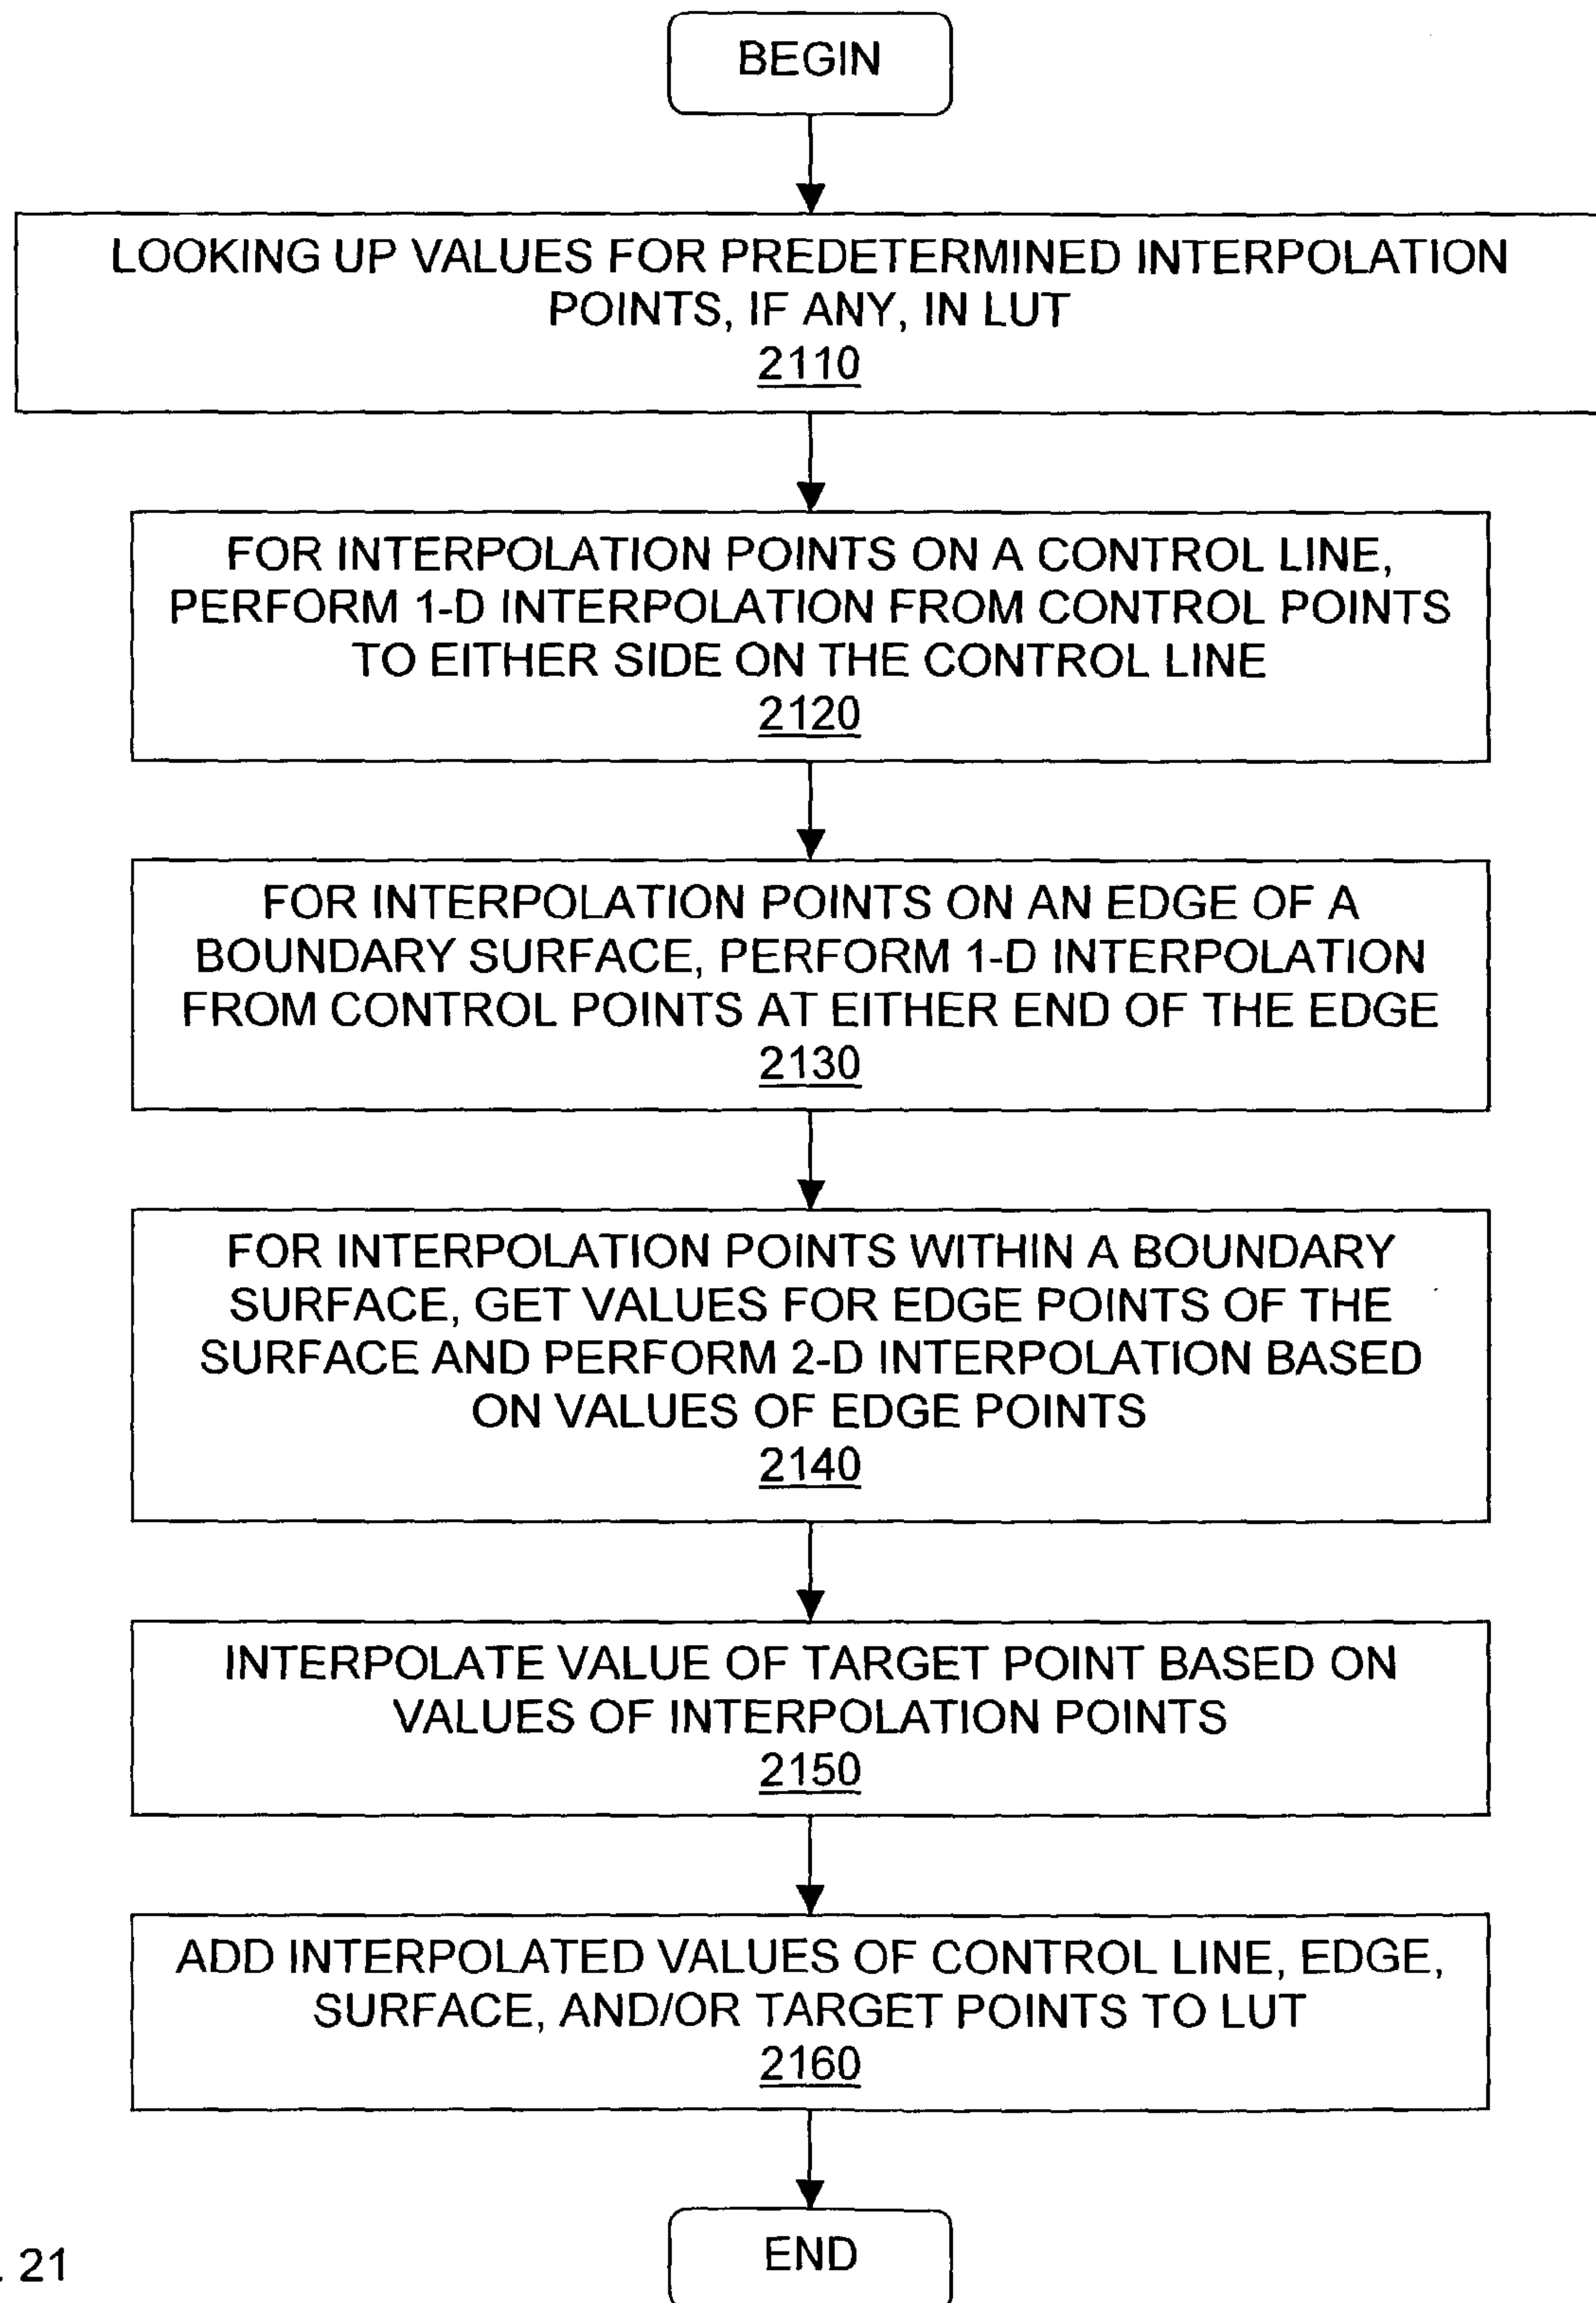 BEGIN
LOOKING UP VALUES FOR PREDETERMINED INTERPOLATION
POINTS, IF ANY, IN LUT
2110
FOR INTERPOLATION POINTS ON A CONTROL LINE,
PERFORM 1-D INTERPOLATION FROM CONTROL POINTS
TO EITHER SIDE ON THE CONTROL LINE
2120
FOR INTERPOLATION POINTS ON AN EDGE OF A
BOUNDARY SURFACE, PERFORM 1-D INTERPOLATION
FROM CONTROL POINTS AT EITHER END OF THE EDGE
2130
FOR INTERPOLATION POINTS WITHIN A BOUNDARY
SURFACE, GET VALUES FOR EDGE POINTS OF THE
SURFACE AND PERFORM 2-D INTERPOLATION BASED
ON VALUES OF EDGE POINTS
2140
INTERPOLATE VALUE OF TARGET POINT BASED ON
VALUES OF INTERPOLATION POINTS
2150
ADD INTERPOLATED VALUES OF CONTROL LINE, EDGE,
SURFACE, AND/OR TARGET POINTS TO LUT
2160
END
. 21